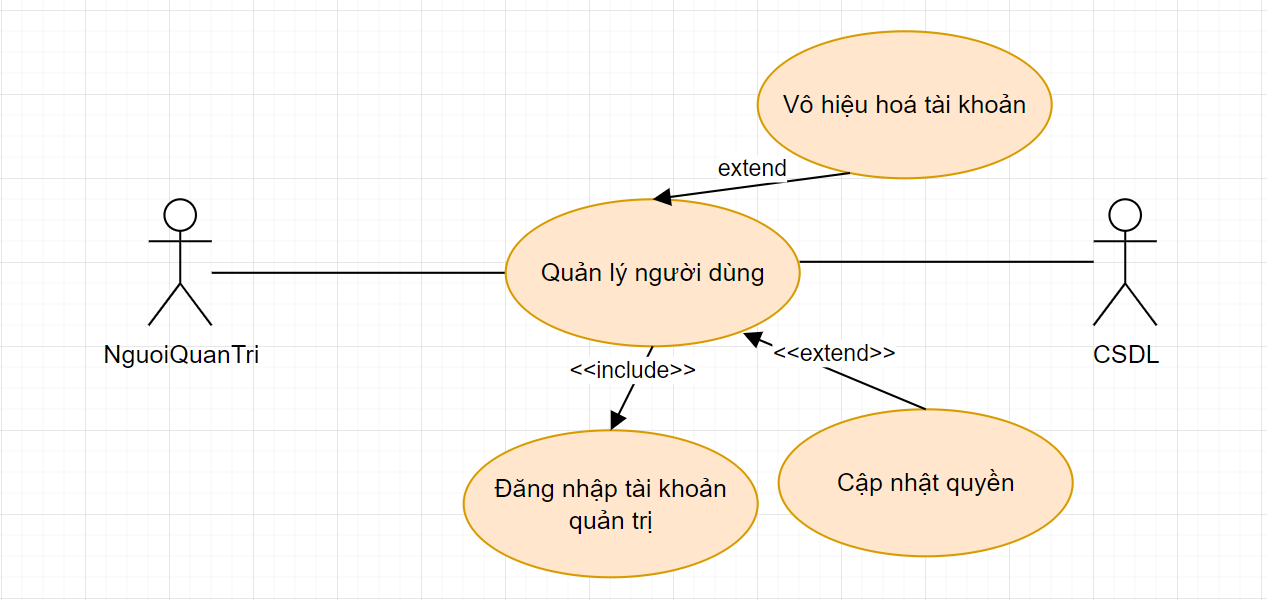 Vô hiệu hoá tài khoản
extend
Quản lý người dùng
NguoiQuanTri
CSDL
<<include>>
<<extend>>
Đăng nhập tài khoản
quản trị
Cập nhật quyền